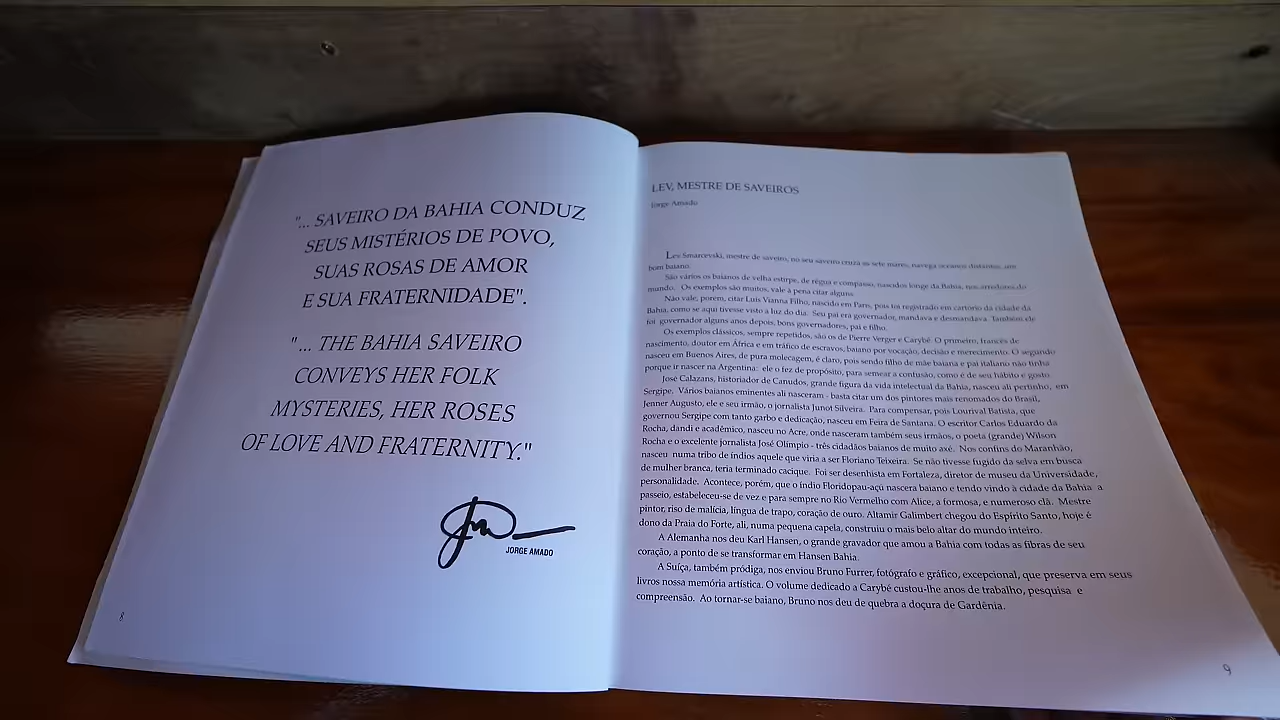 "... SAVEIRO DA BAHIA CONDUZ
SEUS MISTÉRIOS DE POVO,
SUAS ROSAS DE AMOR
E SUA FRATERNIDADE".
"... THE BAHIA SAVEIRO
CONVEYS HER FOLK
MYSTERIES, HER ROSES
OF LOVE AND FRATERNITY."
JORGE AMADO
8
LEV, MESTRE DE SAVEIROS
Jorge Amado
Lev Smarcevski, mestre de saveiro, no seu saveiro cruza os sete mares, navega oceanos distantes, um
bom baiano.
São vários os baianos de velha estirpe, de régua e compasso, nascidos longe da Bahia, nos arredores do
mundo. Os exemplos são muitos, vale à pena citar alguns.
Não vale, porém, citar Luis Vianna Filho, nascido em Paris, pois foi registrado em cartório da cidade da
Bahia, como se aqui tivesse visto a luz do dia. Seu pai era governador, mandava e desmandava. Também ele
foi governador alguns anos depois, bons governadores, pai e filho.
Os exemplos clássicos, sempre repetidos, são os de Pierre Verger e Carybé. O primeiro, francês de
nascimento, doutor em África e em tráfico de escravos, baiano por vocação, decisão e merecimento. O segundo
nasceu em Buenos Aires, de pura molecagem, é claro, pois sendo filho de mãe baiana e pai italiano não tinha
porque ir nascer na Argentina: ele o fez de propósito, para semear a confusão, como é de seu hábito e gosto.
José Calazans, historiador de Canudos, grande figura da vida intelectual da Bahia, nasceu ali pertinho, em
Sergipe. Vários baianos eminentes ali nasceram - basta citar um dos pintores mais renomados do Brasil,
Jenner Augusto, ele e seu irmão, o jornalista Junot Silveira. Para compensar, pois Lourival Batista, que
governou Sergipe com tanto garbo e dedicação, nasceu em Feira de Santana. O escritor Carlos Eduardo da
Rocha, dandi e acadêmico, nasceu no Acre, onde nasceram também seus irmãos, o poeta (grande) Wilson
Rocha e o excelente jornalista José Olimpio - três cidadãos baianos de muito axé. Nos confins do Maranhão,
nasceu numa tribo de índios aquele que viria a ser Floriano Teixeira. Se não tivesse fugido da selva em busca
de mulher branca, teria terminado cacique. Foi ser desenhista em Fortaleza, diretor de museu da Universidade,
personalidade. Acontece, porém, que o índio Floridopau-açú nascera baiano e tendo vindo à cidade da Bahia a
passeio, estabeleceu-se de vez e para sempre no Rio Vermelho com Alice, a formosa, e numeroso clã. Mestre
pintor, riso de malícia, língua de trapo, coração de ouro. Altamir Galimbert chegou do Espírito Santo, hoje é
dono da Praia do Forte, ali, numa pequena capela, construiu o mais belo altar do mundo inteiro.
A Alemanha nos deu Karl Hansen, o grande gravador que amou a Bahia com todas as fibras de seu
coração, a ponto de se transformar em Hansen Bahia.
A Suíça, também pródiga, nos enviou Bruno Furrer, fotógrafo e gráfico, excepcional, que preserva em seus
livros nossa memória artística. O volume dedicado a Carybé custou-lhe anos de trabalho, pesquisa e
compreensão. Ao tornar-se baiano, Bruno nos deu de quebra a doçura de Gardênia.
9